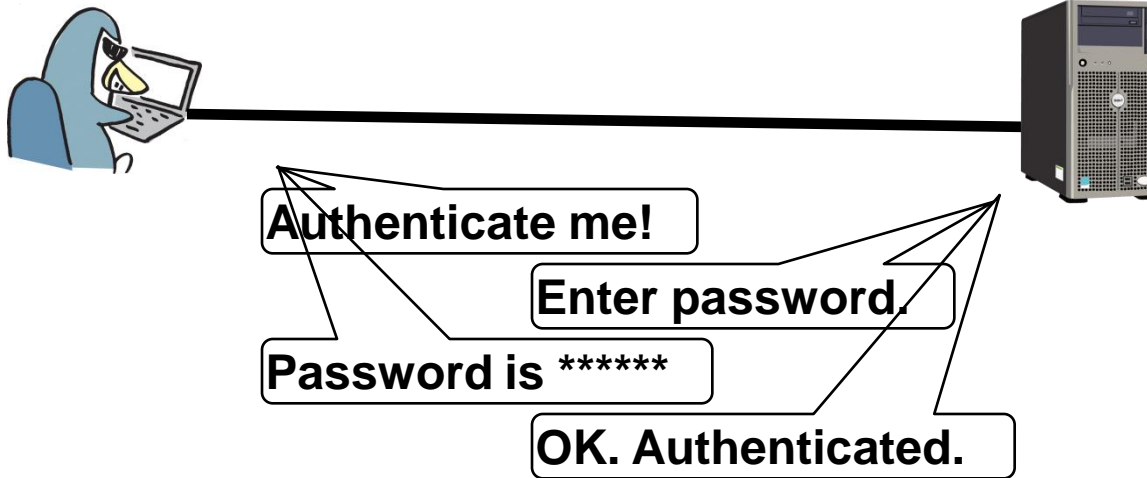 Authenticate me!
Enter password.
Password is ******
OK. Authenticated.